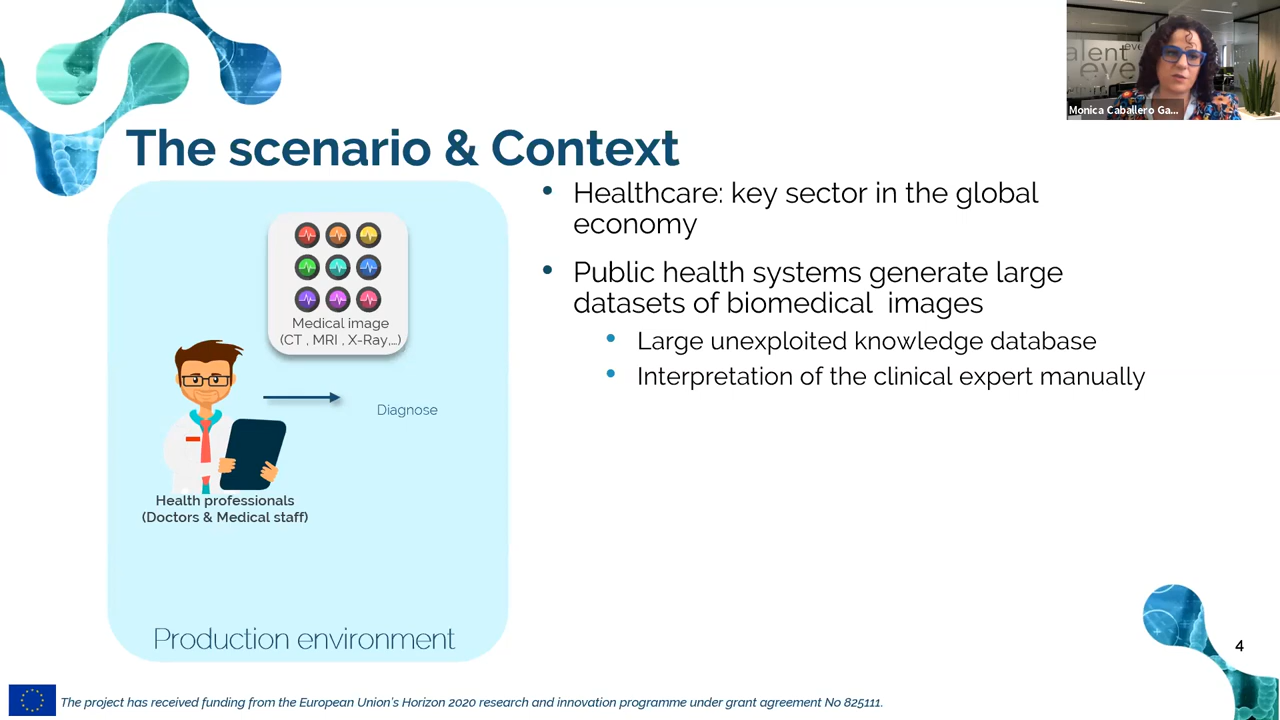 alent eve
eve
Monica Caballero Ga...
The scenario & Context
Medical image
(CT , MRI , X-Ray,...)
Diagnose
Health professionals
(Doctors & Medical staff)
Production environment
• Healthcare: key sector in the global
economy
• Public health systems generate large
datasets of biomedical images
• Large unexploited knowledge database
• Interpretation of the clinical expert manually
4
The project has received funding from the European Union's Horizon 2020 research and innovation programme under grant agreement No 825111.